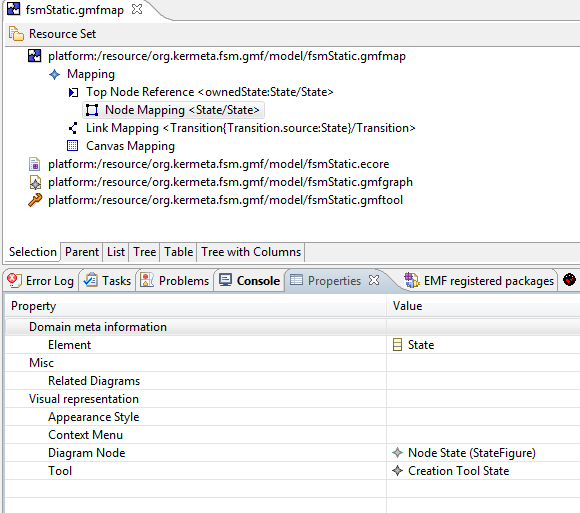 fsmStatic.gmfmap
Resource Set
platform:/resource/org.kermeta.fsm.gmf/model/fsmStatic.gmfmap
Mapping
Top Node Reference <ownedState:State/State>
Node Mapping <State/State>
Link Mapping <Transition{Transition.source:State}/Transition>
Canvas Mapping
platform:/resource/org.kermeta.fsm.gmf/model/fsmStatic.ecore
platform:/resource/org.kermeta.fsm.gmf/model/fsmStatic.gmfgraph
platform:/resource/org.kermeta.fsm.gmf/model/fsmStatic.gmftool
Selection Parent List Tree Table Tree with Columns
Error Log Tasks Problems Console Properties EMF registered packages
Property Value
Domain meta information
Element State
Misc
Related Diagrams
Visual representation
Appearance Style
Context Menu
Diagram Node Node State (StateFigure)
Tool Creation Tool State